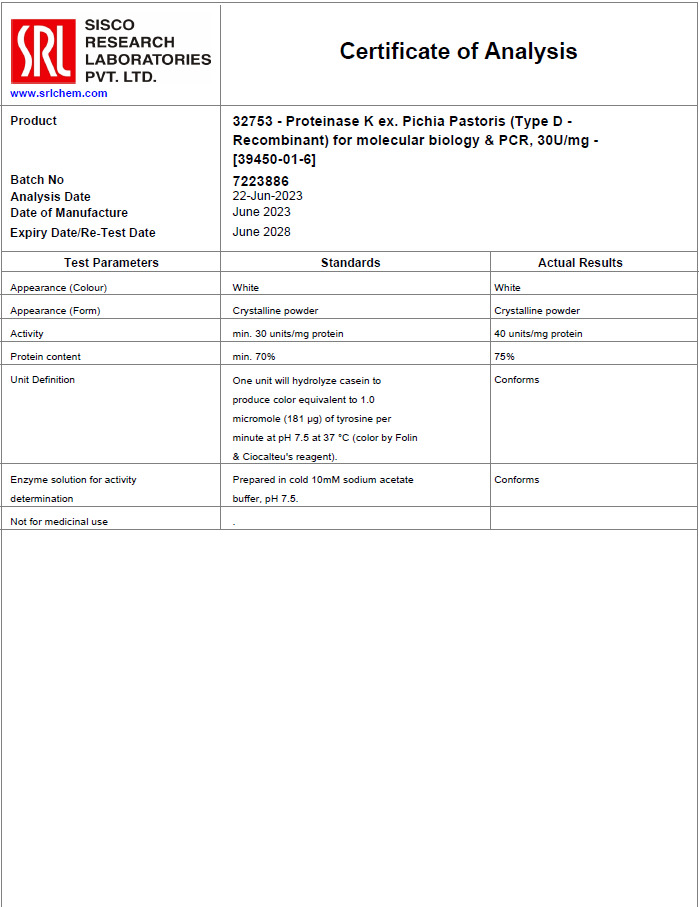 SRL
SISCO
RESEARCH
LABORATORIES
PVT. LTD.
www.srlchem.com
Certificate of Analysis
Product
32753 - Proteinase K ex. Pichia Pastoris (Type D -
Recombinant) for molecular biology & PCR, 30U/mg -
[39450-01-6]
Batch No 7223886
Analysis Date 22-Jun-2023
Date of Manufacture June 2023
Expiry Date/Re-Test Date June 2028
Test Parameters Standards Actual Results
Appearance (Colour) White White
Appearance (Form) Crystalline powder Crystalline powder
Activity min. 30 units/mg protein 40 units/mg protein
Protein content min. 70% 75%
Unit Definition One unit will hydrolyze casein to Conforms
produce color equivalent to 1.0
micromole (181 µg) of tyrosine per
minute at pH 7.5 at 37 °C (color by Folin
& Ciocalteu's reagent).
Enzyme solution for activity Prepared in cold 10mM sodium acetate Conforms
determination buffer, pH 7.5.
Not for medicinal use .